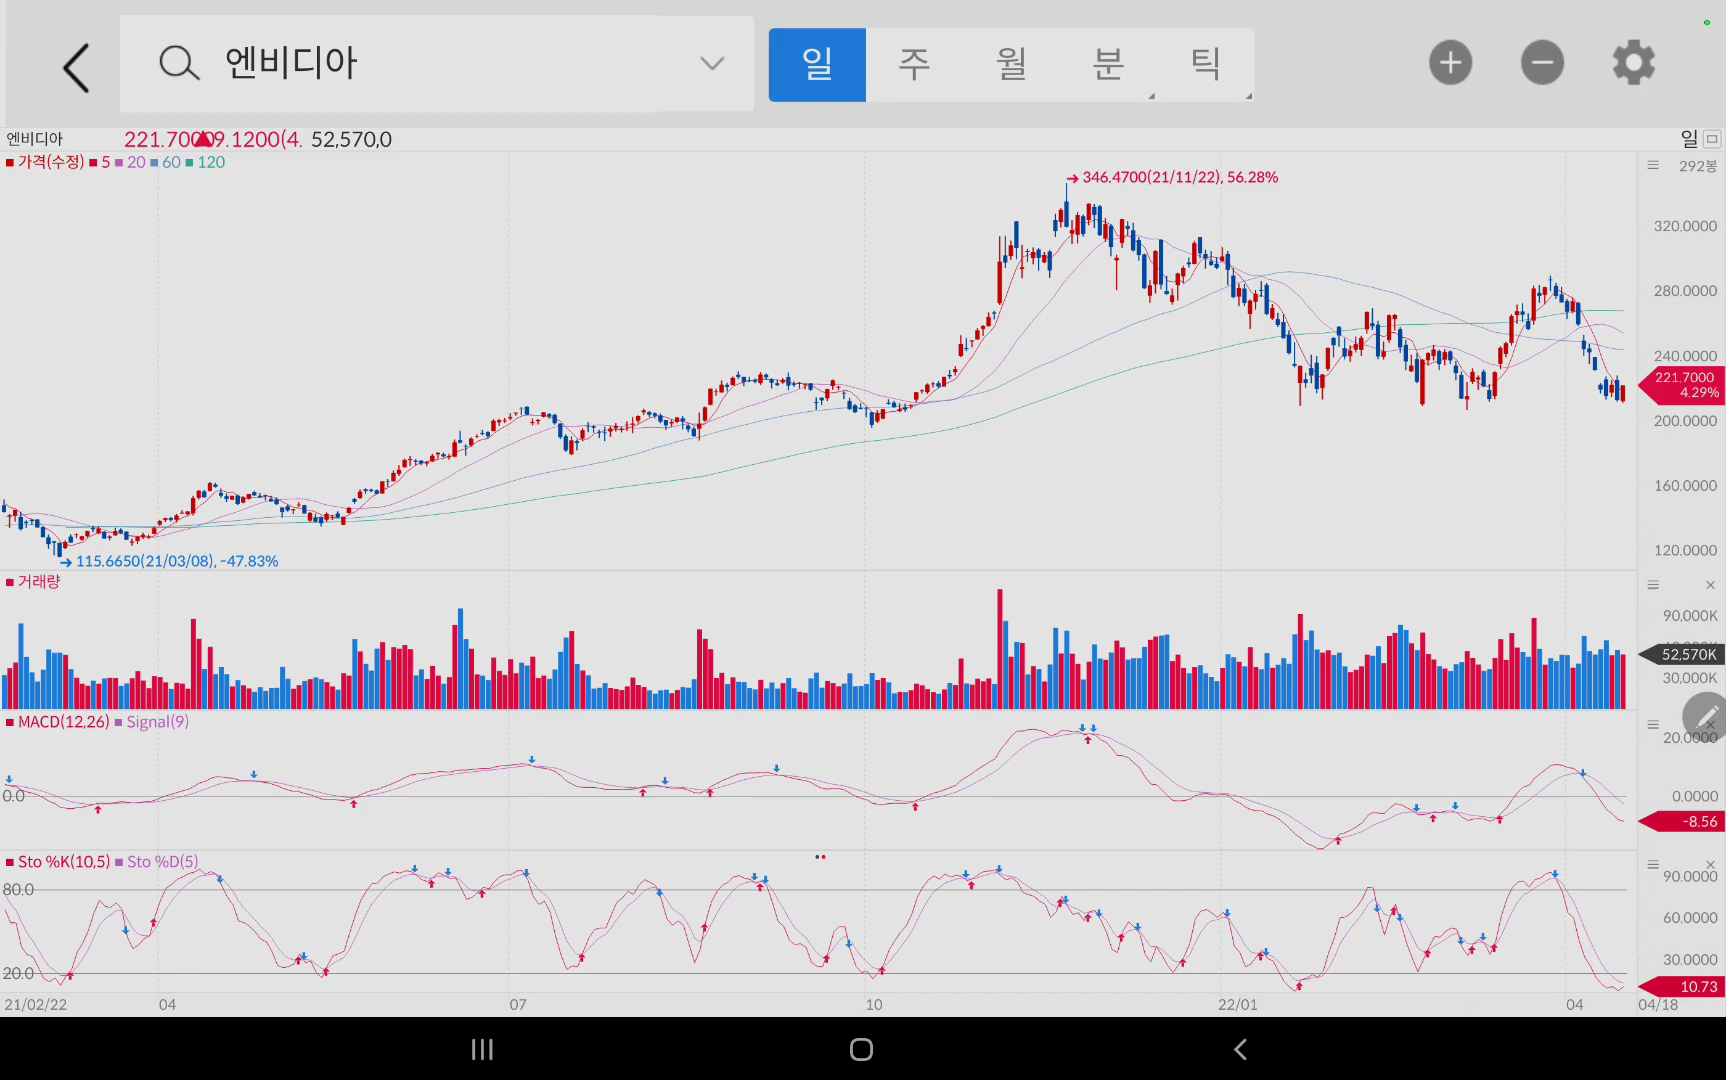 엔비디아
일 주 월 분 틱
엔비디아 221.7000 9.1200(4. 52,570,0 일
가격(수정) 5 20 60 120 292봉
346.4700(21/11/22), 56.28%
320.0000
280.0000
240.0000
221.7000
4.29%
200.0000
160.0000
120.0000
115.6650(21/03/08), -47.83%
거래량
90,000K
52,570K
30,000K
MACD(12,26) Signal(9)
20.0000
0.0 0.0000
-8.56
Sto %K(10,5) Sto %D(5)
80.0 90.0000
60.0000
30.0000
20.0
10.73
21/02/22 04 07 10 22/01 04 04/18